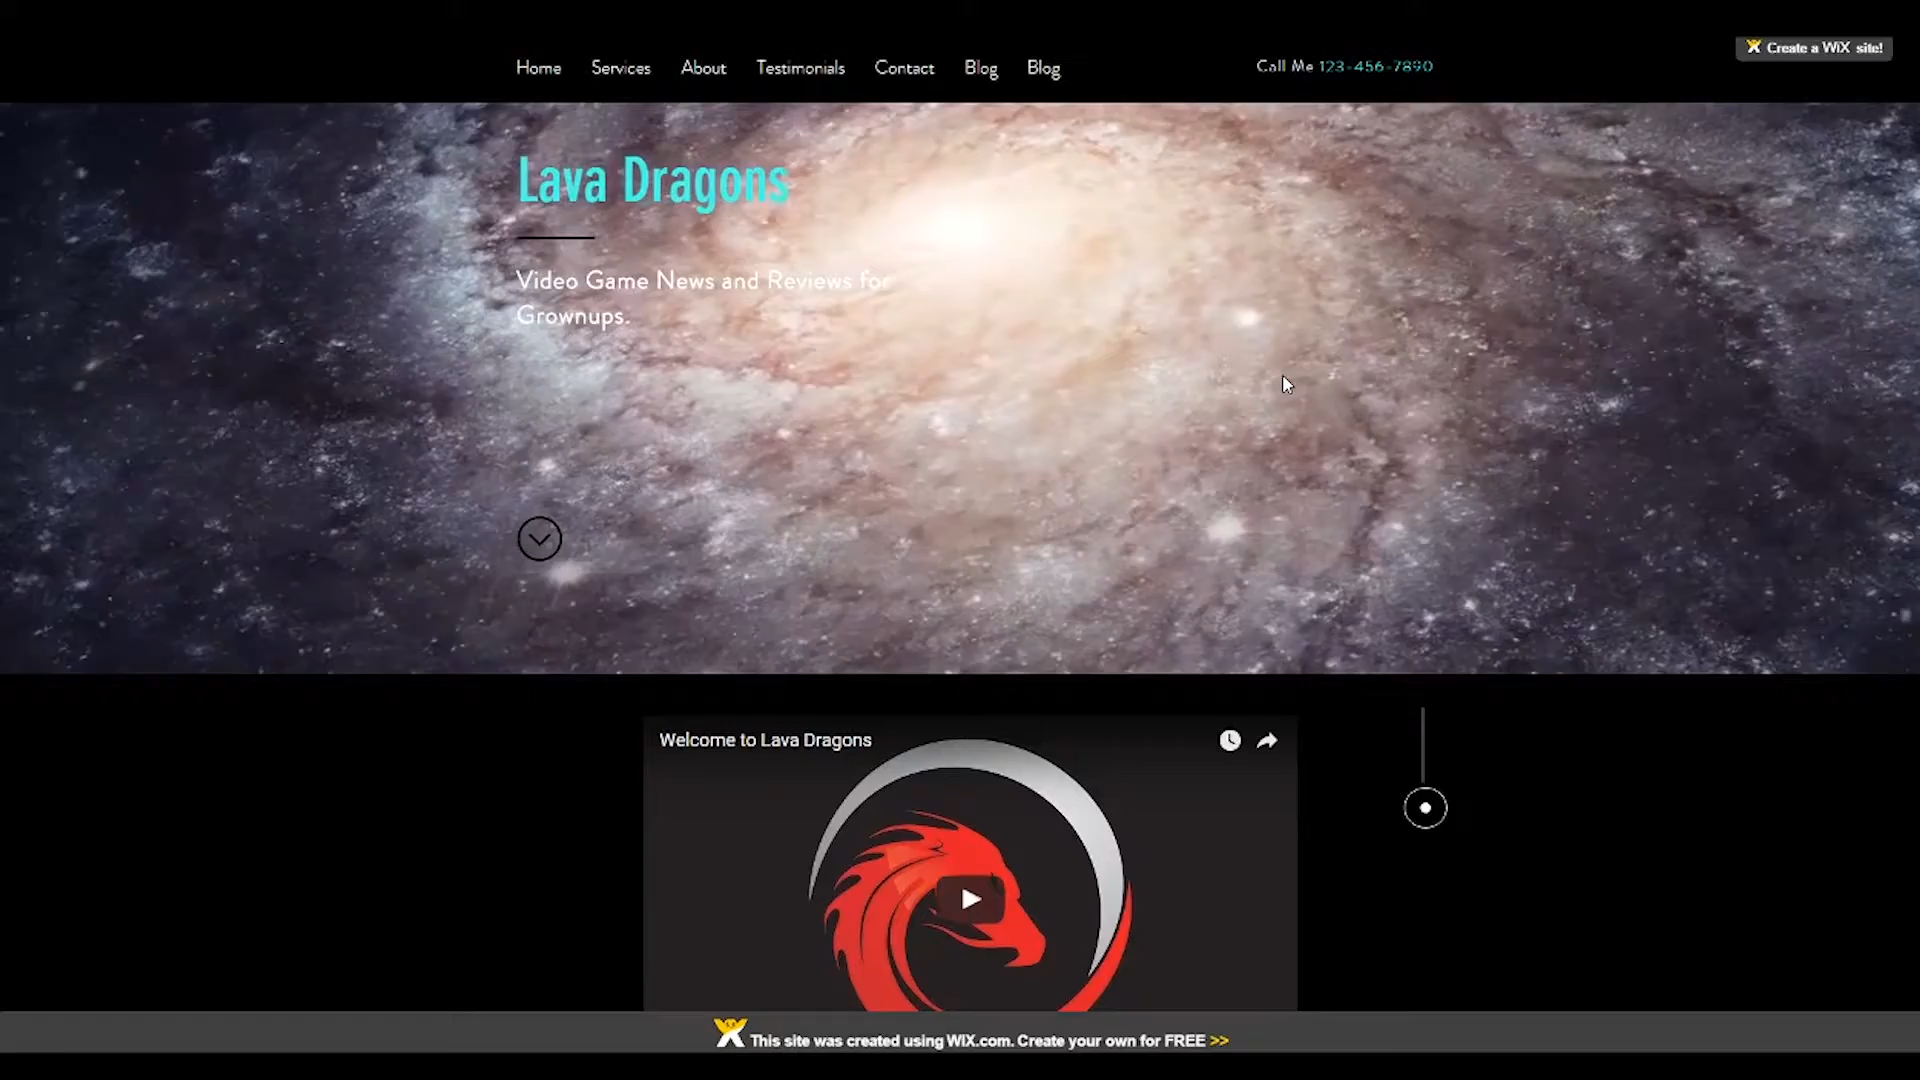 Home Services About Testimonials Contact Blog Blog
Call Me 123-456-7890
Create a WiX site!
Lava Dragons
Video Game News and Reviews for
Grownups.
Welcome to Lava Dragons
This site was created using WIX.com. Create your own for FREE >>